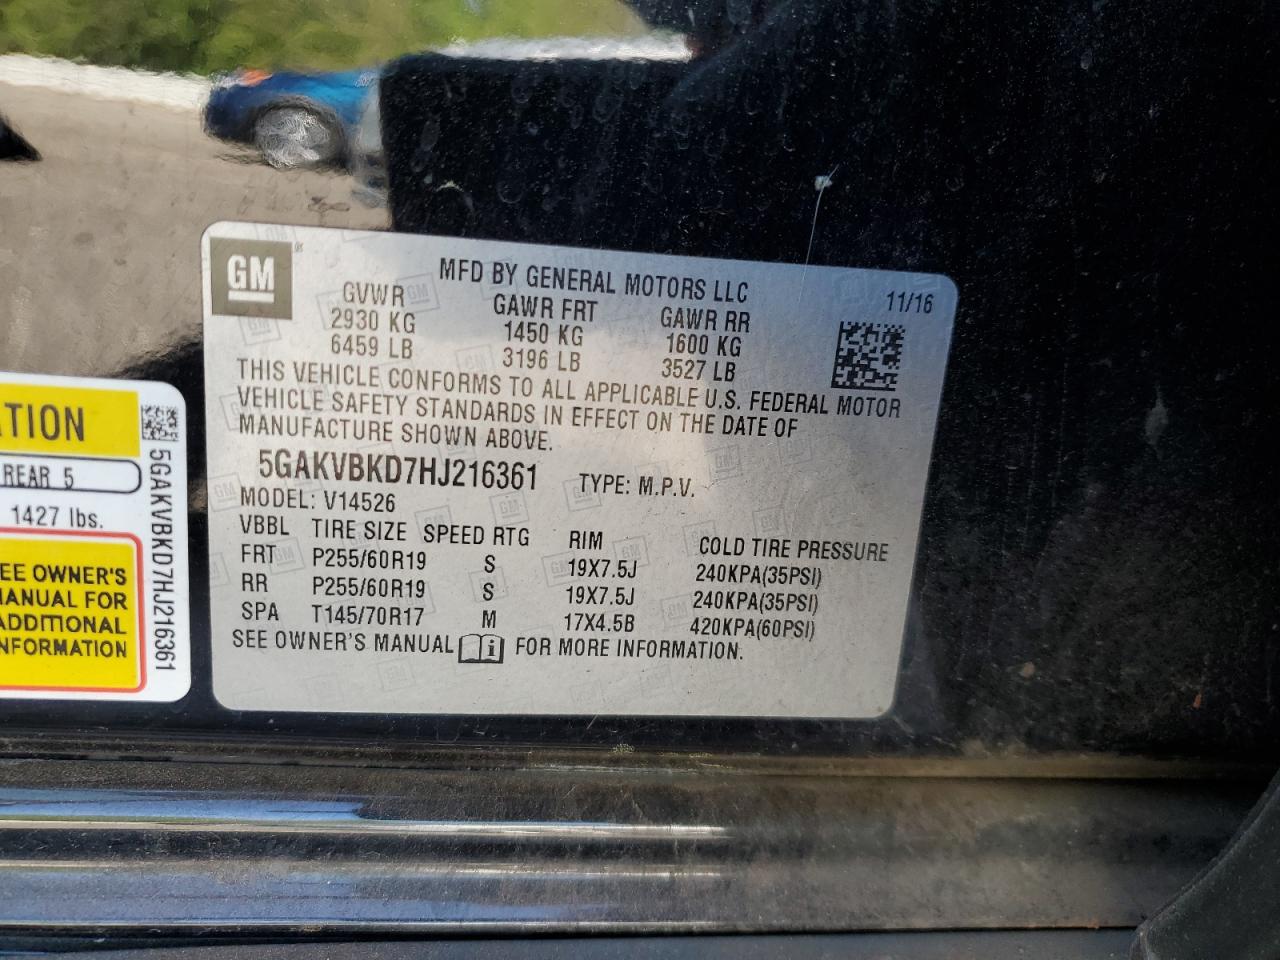 GM
MFD BY GENERAL MOTORS LLC
11/16
GVWR GAWR FRT GAWR RR
2930 KG 1450 KG 1600 KG
6459 LB 3196 LB 3527 LB
THIS VEHICLE CONFORMS TO ALL APPLICABLE U.S. FEDERAL MOTOR
VEHICLE SAFETY STANDARDS IN EFFECT ON THE DATE OF
MANUFACTURE SHOWN ABOVE.
5GAKVBKD7HJ216361 TYPE: M.P.V.
MODEL: V14526
VBBL TIRE SIZE SPEED RTG RIM COLD TIRE PRESSURE
FRT P255/60R19 S 19X7.5J 240KPA(35PSI)
RR P255/60R19 S 19X7.5J 240KPA(35PSI)
SPA T145/70R17 M 17X4.5B 420KPA(60PSI)
SEE OWNER'S MANUAL i FOR MORE INFORMATION.
ATION
REAR 5
1427 lbs.
EE OWNER'S
MANUAL FOR
ADDITIONAL
NFORMATION
5GAKVBKD7HJ216361